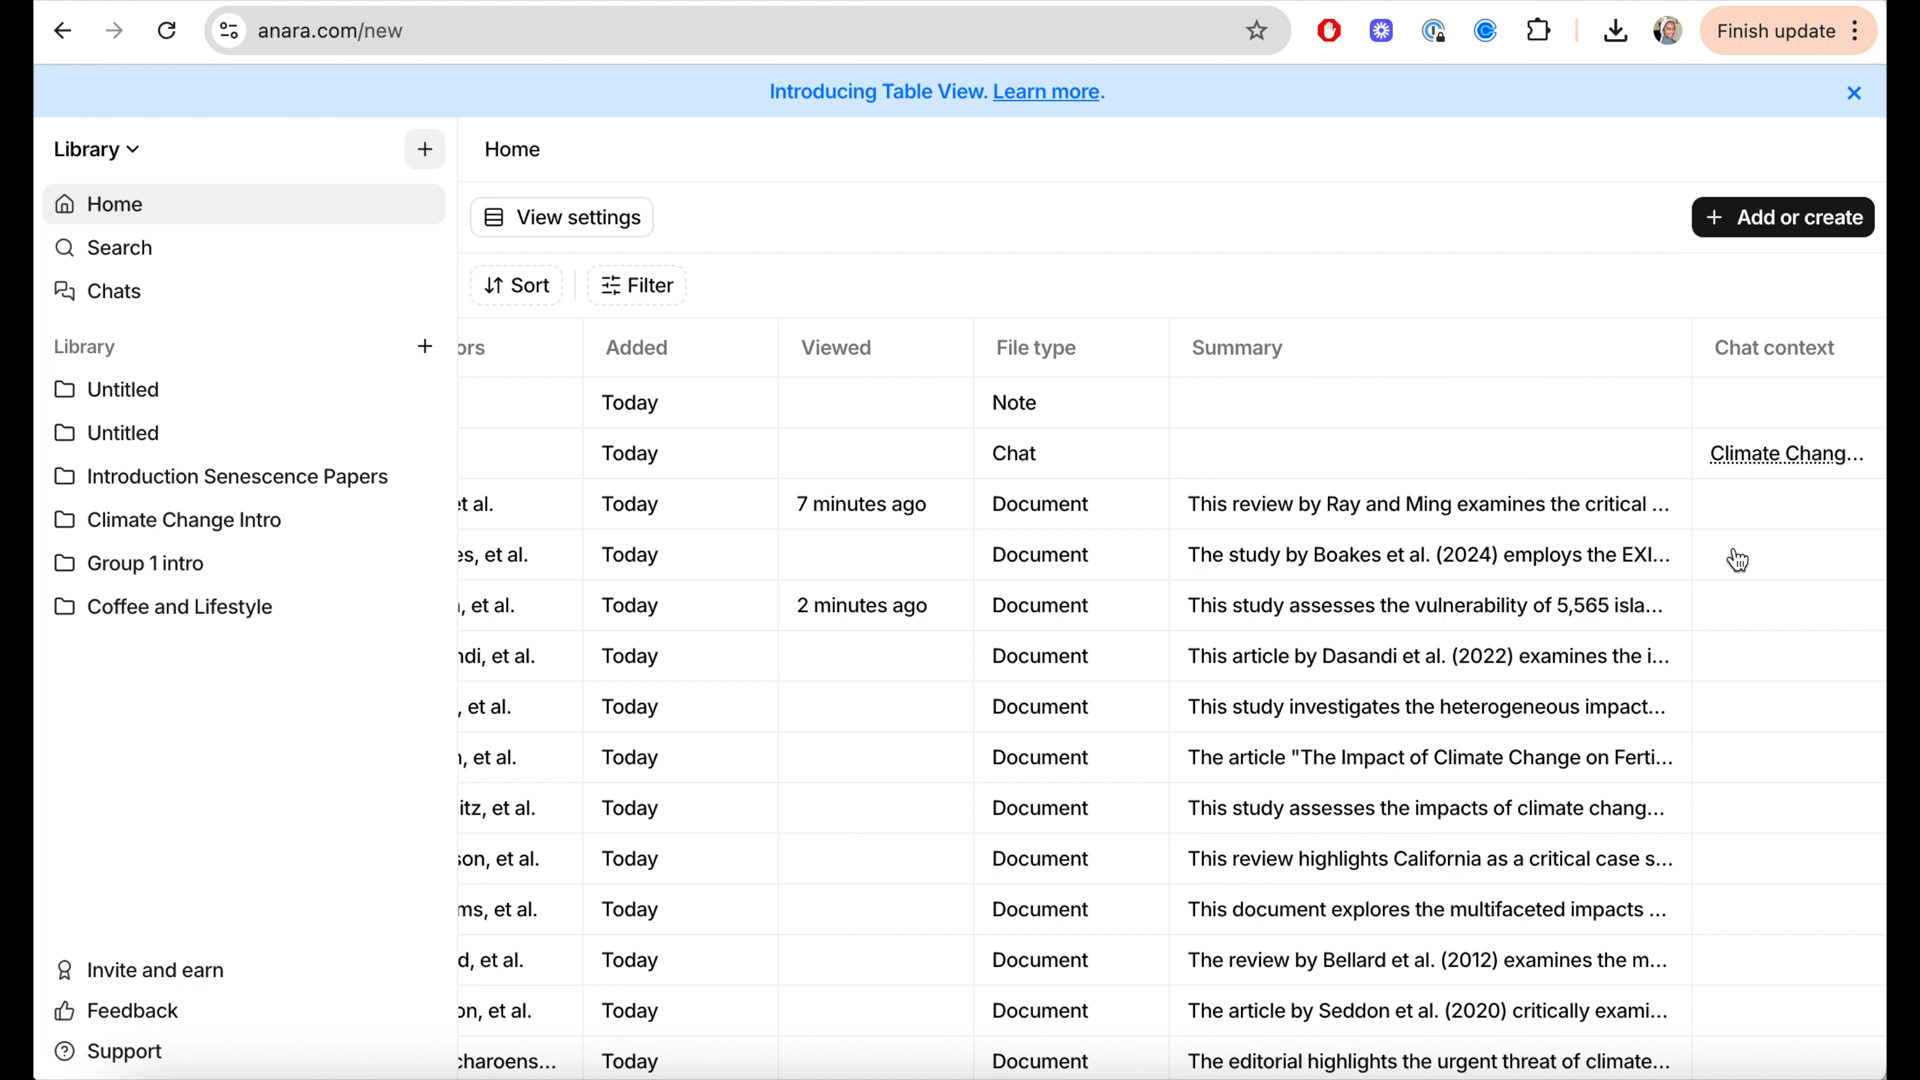 anara.com/new
Finish update
Introducing Table View. Learn more.
Library
Home
Search
Chats
Library
Untitled
Untitled
Introduction Senescence Papers
Climate Change Intro
Group 1 intro
Coffee and Lifestyle
Invite and earn
Feedback
Support
Home
View settings
+ Add or create
Sort
Filter
ors Added Viewed File type Summary Chat context
Today Note
Today Chat Climate Chang...
et al. Today 7 minutes ago Document This review by Ray and Ming examines the critical ...
es, et al. Today Document The study by Boakes et al. (2024) employs the EXI...
, et al. Today 2 minutes ago Document This study assesses the vulnerability of 5,565 isla...
ndi, et al. Today Document This article by Dasandi et al. (2022) examines the i...
, et al. Today Document This study investigates the heterogeneous impact...
, et al. Today Document The article "The Impact of Climate Change on Ferti...
itz, et al. Today Document This study assesses the impacts of climate chang...
son, et al. Today Document This review highlights California as a critical case s...
ms, et al. Today Document This document explores the multifaceted impacts ...
d, et al. Today Document The review by Bellard et al. (2012) examines the m...
on, et al. Today Document The article by Seddon et al. (2020) critically exami...
charoens... Today Document The editorial highlights the urgent threat of climate...